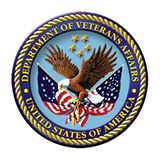 DEPARTMENT OF VETERANS AFFAIRS
UNITED STATES OF AMERICA